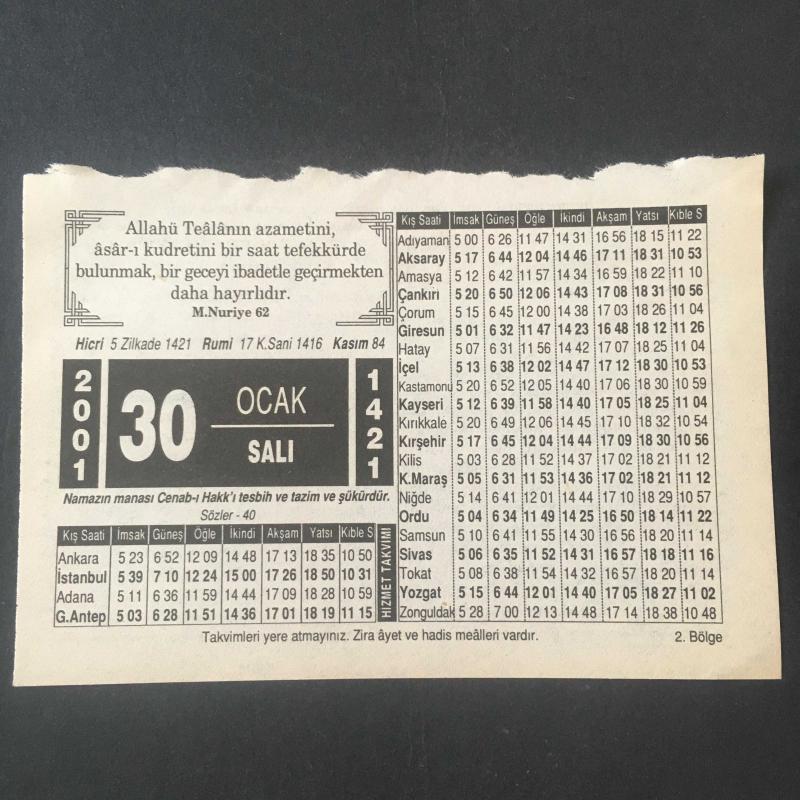 Allahü Teâlânın azametini,
âsâr-ı kudretini bir saat tefekkürde
bulunmak, bir geceyi ibadetle geçirmekten
daha hayırlıdır.
M.Nuriye 62
Hicri 5 Zilkade 1421 Rumi 17 K.Sani 1416 Kasım 84
2001
30
OCAK
SALI
1421
Namazın manası Cenab-ı Hakk'ı tesbih ve tazim ve şükürdür.
Sözler - 40
Kış Saati İmsak Güneş Öğle İkindi Akşam Yatsı Kıble S
Ankara 5 23 6 52 12 09 14 48 17 13 18 35 10 50
İstanbul 5 39 7 10 12 24 15 00 17 26 18 50 10 31
Adana 5 11 6 36 11 59 14 44 17 09 18 28 10 59
G.Antep 5 03 6 28 11 51 14 36 17 01 18 19 11 15
HİZMET TAKVİMİ
Kış Saati İmsak Güneş Öğle İkindi Akşam Yatsı Kıble S
Adıyaman 5 00 6 26 11 47 14 31 16 56 18 15 11 22
Aksaray 5 17 6 44 12 04 14 46 17 11 18 31 10 53
Amasya 5 12 6 42 11 57 14 34 16 59 18 22 11 10
Çankırı 5 20 6 50 12 06 14 43 17 08 18 31 10 56
Çorum 5 15 6 45 12 00 14 38 17 03 18 26 11 04
Giresun 5 01 6 32 11 47 14 23 16 48 18 12 11 26
Hatay 5 07 6 31 11 56 14 42 17 07 18 25 11 04
İçel 5 13 6 38 12 02 14 47 17 12 18 30 10 53
Kastamonu 5 20 6 52 12 05 14 40 17 06 18 30 10 59
Kayseri 5 12 6 39 11 58 14 40 17 05 18 25 11 04
Kırıkkale 5 20 6 49 12 06 14 45 17 10 18 32 10 54
Kırşehir 5 17 6 45 12 04 14 44 17 09 18 30 10 56
Kilis 5 03 6 28 11 52 14 37 17 02 18 21 11 12
K.Maraş 5 05 6 31 11 53 14 36 17 02 18 21 11 12
Niğde 5 14 6 41 12 01 14 44 17 10 18 29 10 57
Ordu 5 04 6 34 11 49 14 25 16 50 18 14 11 22
Samsun 5 10 6 41 11 55 14 30 16 56 18 20 11 14
Sivas 5 06 6 35 11 52 14 31 16 57 18 18 11 16
Tokat 5 08 6 38 11 54 14 32 16 57 18 20 11 14
Yozgat 5 15 6 44 12 01 14 40 17 05 18 27 11 02
Zonguldak 5 28 7 00 12 13 14 48 17 14 18 38 10 48
Takvimleri yere atmayınız. Zira âyet ve hadis meâlleri vardır.
2. Bölge